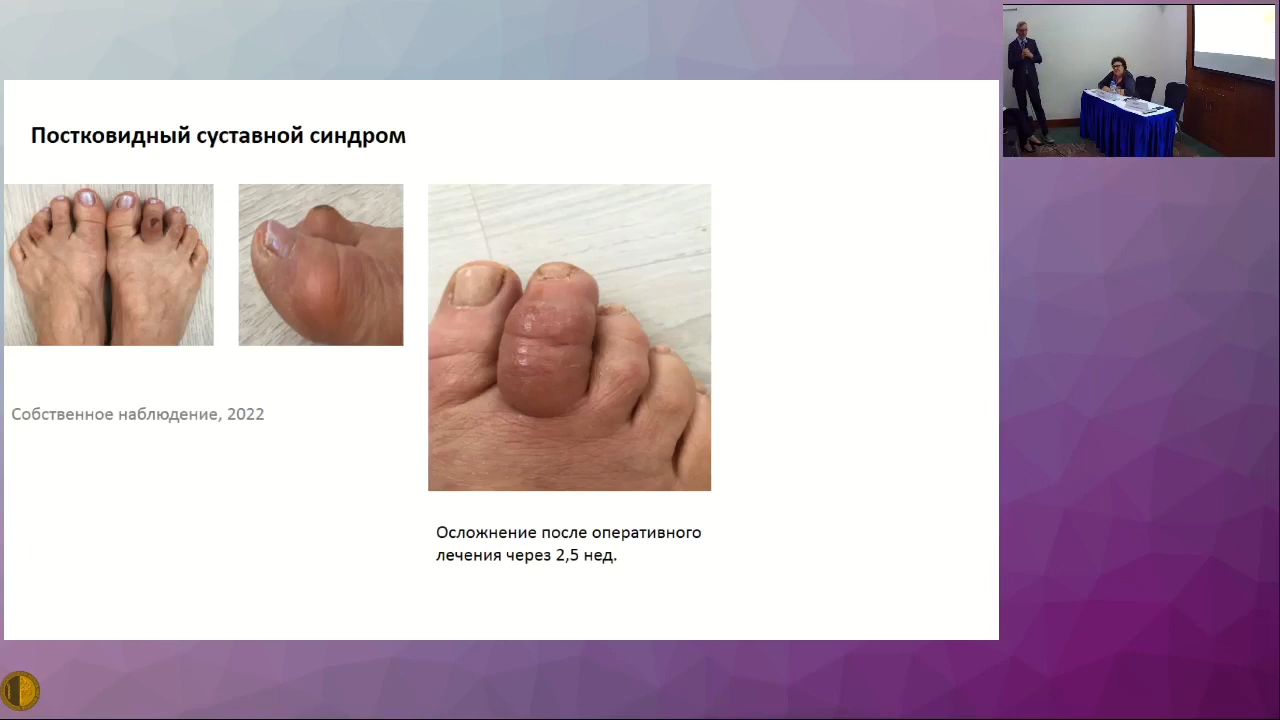 Постковидный суставной синдром
Собственное наблюдение, 2022
Осложнение после оперативного
лечения через 2,5 нед.